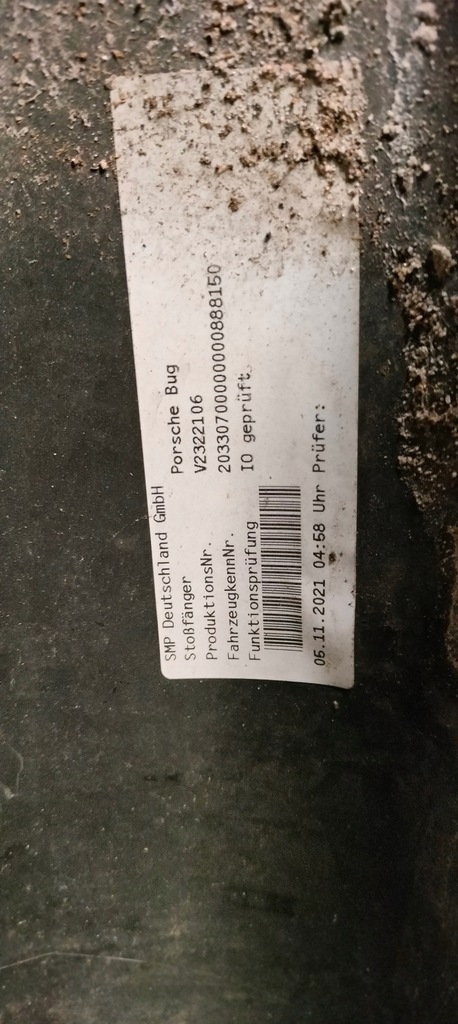 SMP Deutschland GmbH
Stoßfänger Porsche Bug
ProduktionsNr. V2322106
FahrzeugkennNr. 2033070000000000888150
Funktionsprüfung IO geprüft
05.11.2021 04:58 Uhr Prüfer: